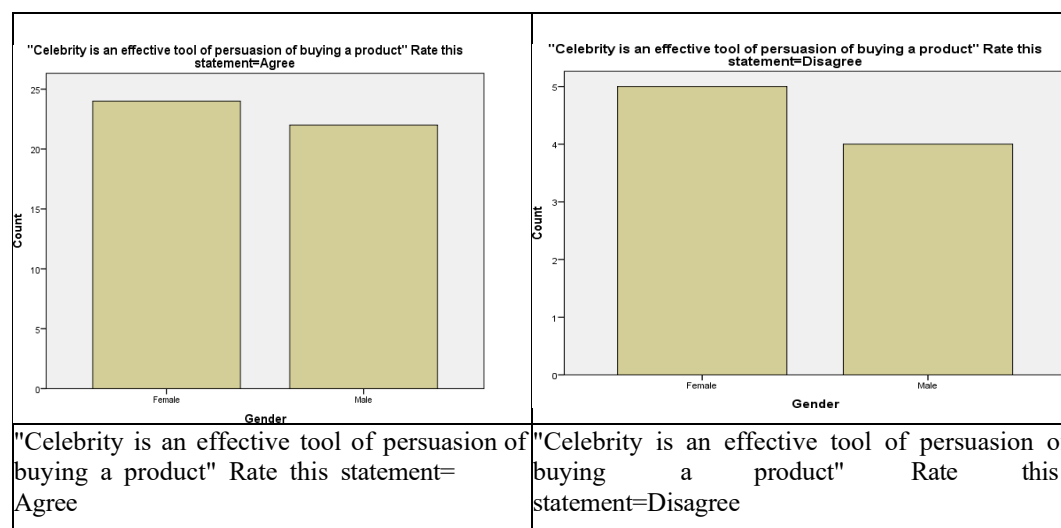 "Celebrity is an effective tool of persuasion of buying a product" Rate this
statement=Agree
25
20
15
10
5
0
Count
Female
Male
Gender
"Celebrity is an effective tool of persuasion of buying a product" Rate this
statement=Disagree
5
4
3
2
1
0
Count
Female
Male
Gender
"Celebrity is an effective tool of persuasion of
buying a product" Rate this statement=
Agree
"Celebrity is an effective tool of persuasion o
buying a product" Rate this
statement=Disagree